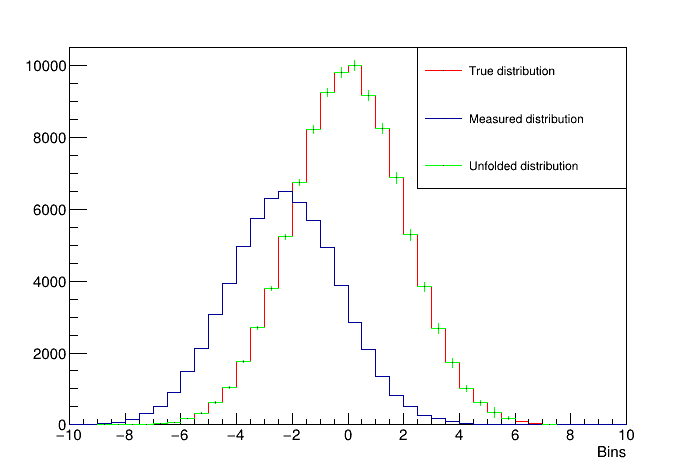 10000
8000
6000
4000
2000
0
−10 −8 −6 −4 −2 0 2 4 6 8 10
Bins
True distribution
Measured distribution
Unfolded distribution